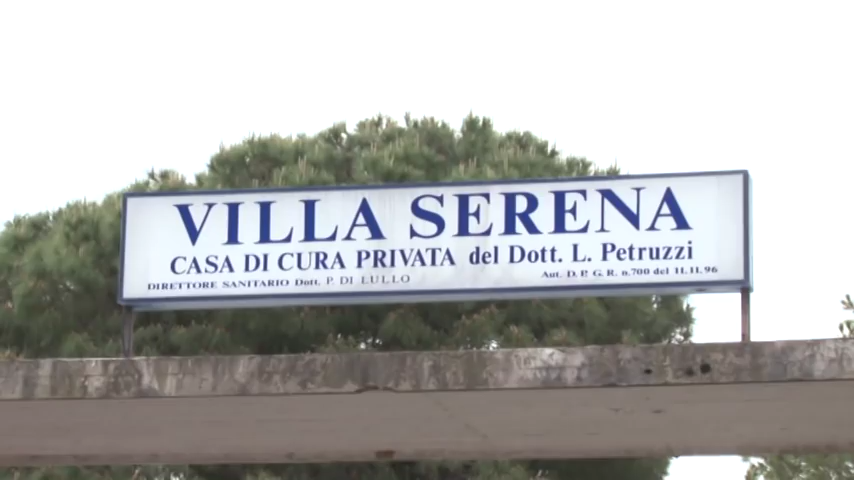 VILLA SERENA
CASA DI CURA PRIVATA del Dott. L. Petruzzi
DIRETTORE SANITARIO Dott. P. DI LULLO
Aut. D. P. G. R. n.700 del 11.11.96